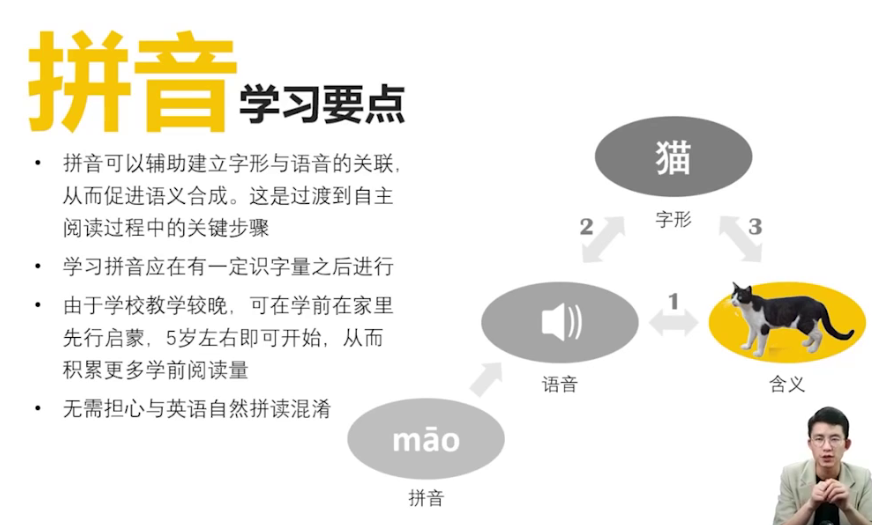 拼音 学习要点
• 拼音可以辅助建立字形与语音的关联，
从而促进语义合成。这是过渡到自主
阅读过程中的关键步骤
• 学习拼音应在有一定识字量之后进行
• 由于学校教学较晚，可在学前在家里
先行启蒙，5岁左右即可开始，从而
积累更多学前阅读量
• 无需担心与英语自然拼读混淆
猫
字形
2
3
1
语音
含义
māo
拼音